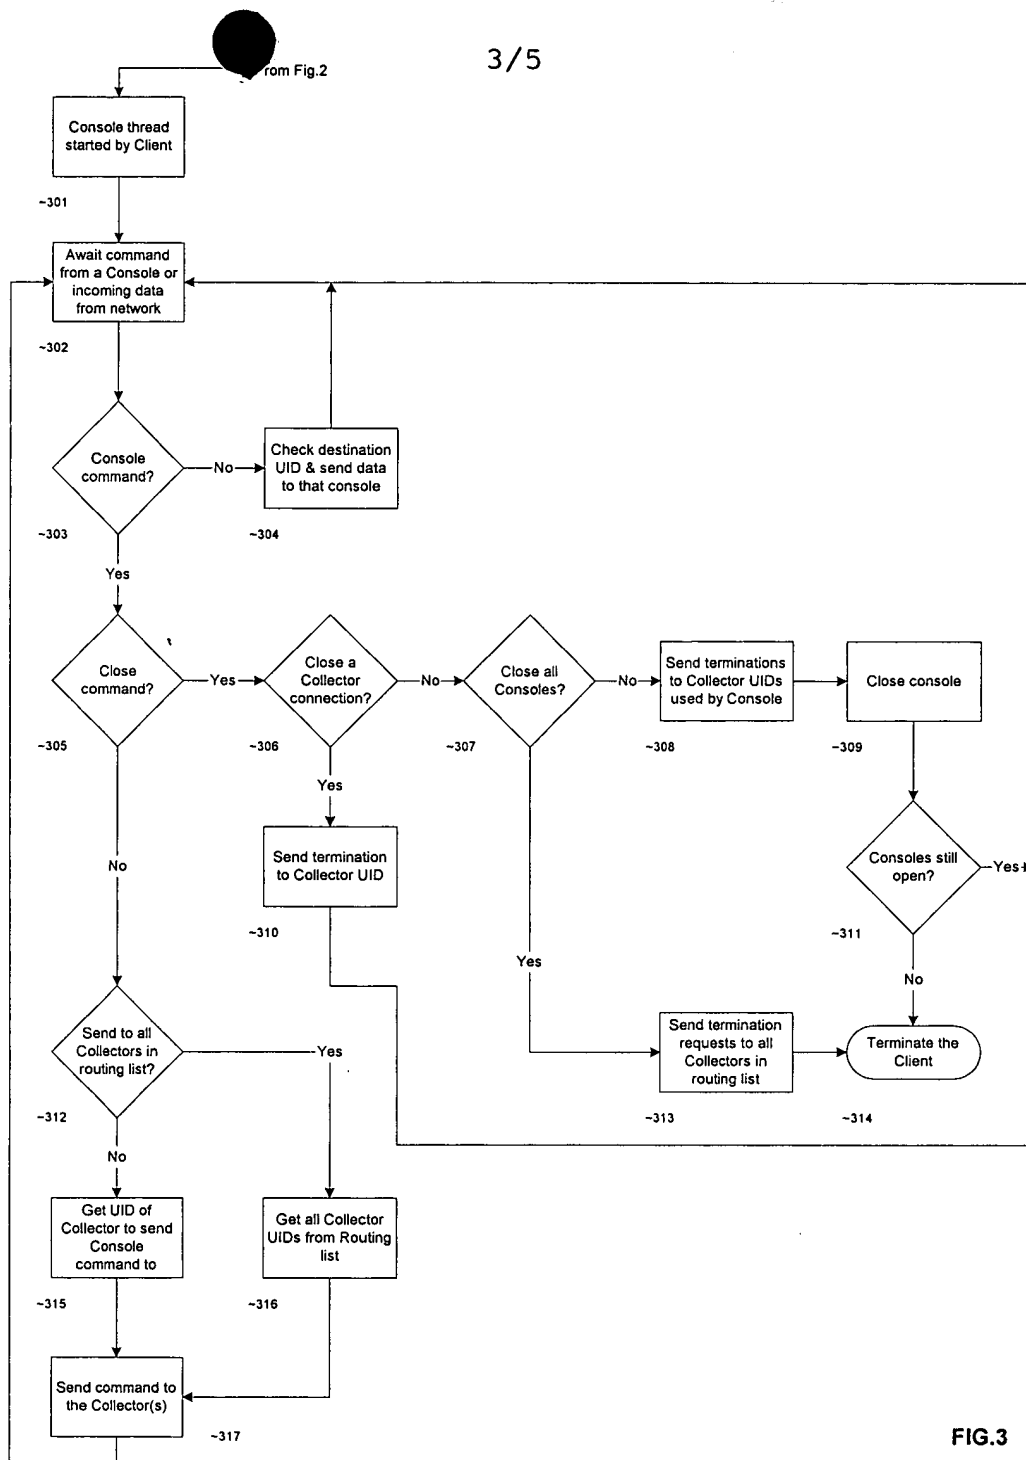 3/5
rom Fig.2
Console thread
started by Client
~301
Await command
from a Console or
incoming data
from network
~302
Console
command?
No
Check destination
UID & send data
to that console
~303
~304
Yes
Close
command?
Yes
Close a
Collector
connection?
No
Close all
Consoles?
No
Send terminations
to Collector UIDs
used by Console
Close console
~305
~306
~307
~308
~309
Yes
No
Send termination
to Collector UID
Consoles still
open?
Yes
~310
~311
Yes
No
Send to all
Collectors in
routing list?
Yes
Send termination
requests to all
Collectors in
routing list
Terminate the
Client
~312
~313
~314
No
Get UID of
Collector to send
Console
command to
Get all Collector
UIDs from Routing
list
~315
~316
Send command to
the Collector(s)
~317
FIG.3